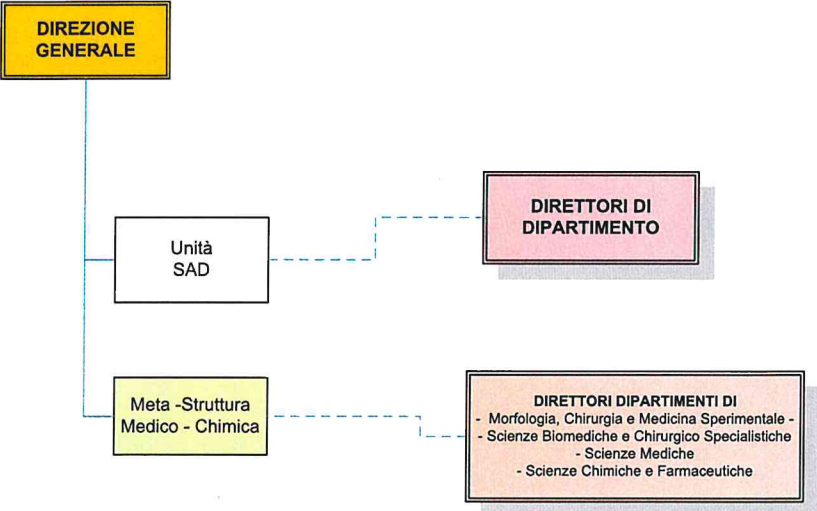 DIREZIONE
GENERALE
DIRETTORI DI
DIPARTIMENTO
Unità
SAD
Meta -Struttura
Medico - Chimica
DIRETTORI DIPARTIMENTI DI
- Morfologia, Chirurgia e Medicina Sperimentale -
- Scienze Biomediche e Chirurgico Specialistiche
- Scienze Mediche
- Scienze Chimiche e Farmaceutiche